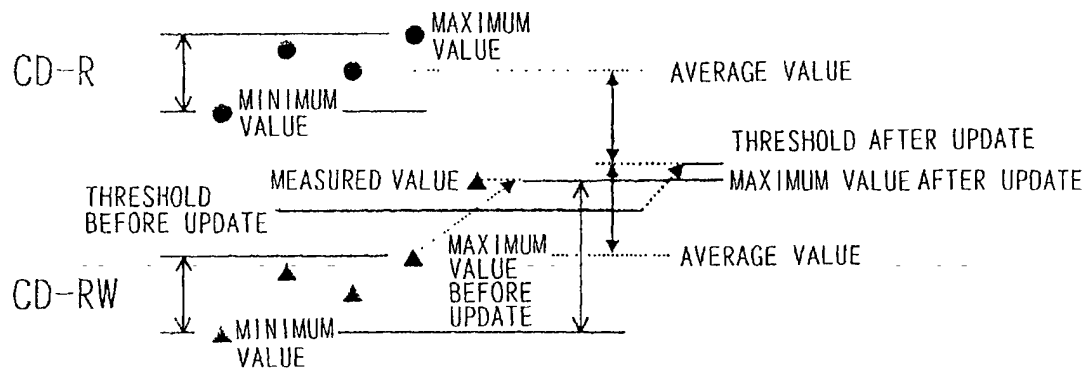 MAXIMUM
VALUE
CD-R
AVERAGE VALUE
MINIMUM
VALUE
THRESHOLD AFTER UPDATE
MEASURED VALUE
MAXIMUM VALUE AFTER UPDATE
THRESHOLD
BEFORE UPDATE
MAXIMUM
VALUE
BEFORE
UPDATE
AVERAGE VALUE
CD-RW
MINIMUM
VALUE